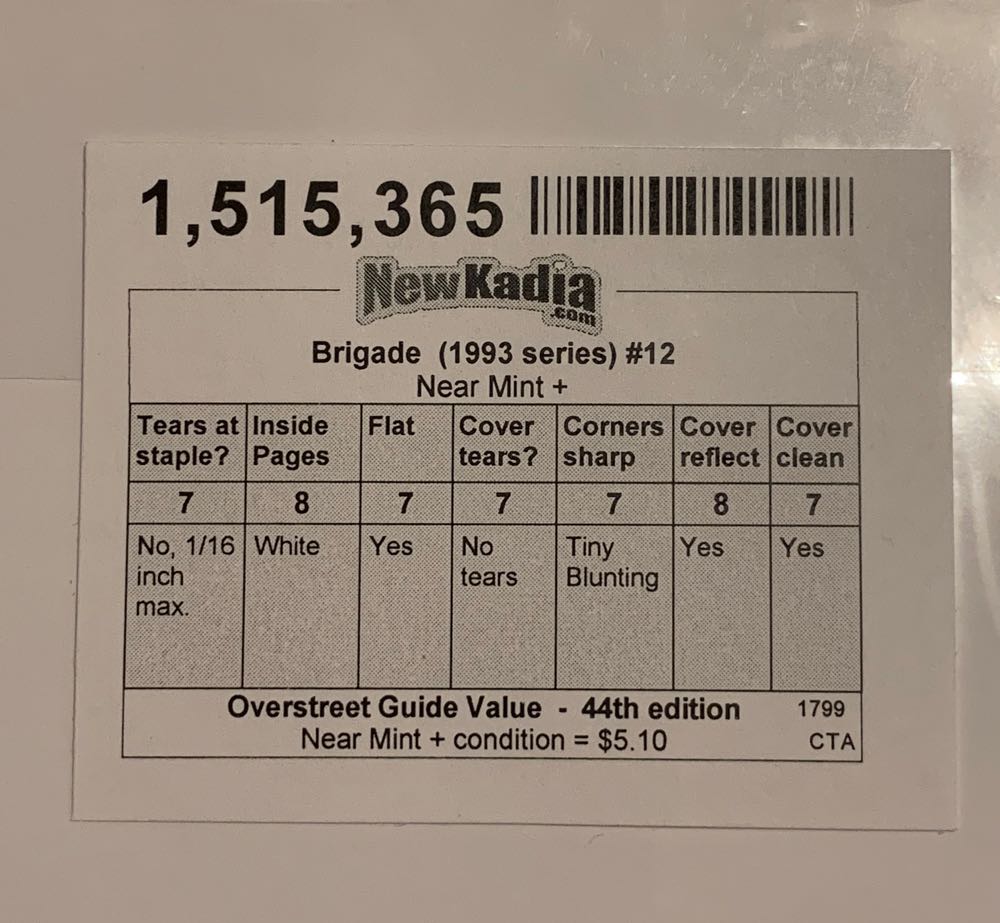 1,515,365
NewKadia
.com
Brigade (1993 series) #12
Near Mint +
Tears at staple? Inside Pages Flat Cover tears? Corners sharp Cover reflect Cover clean
7 8 7 7 7 8 7
No, 1/16 inch max. White Yes No tears Tiny Blunting Yes Yes
Overstreet Guide Value - 44th edition 1799
Near Mint + condition = $5.10 CTA